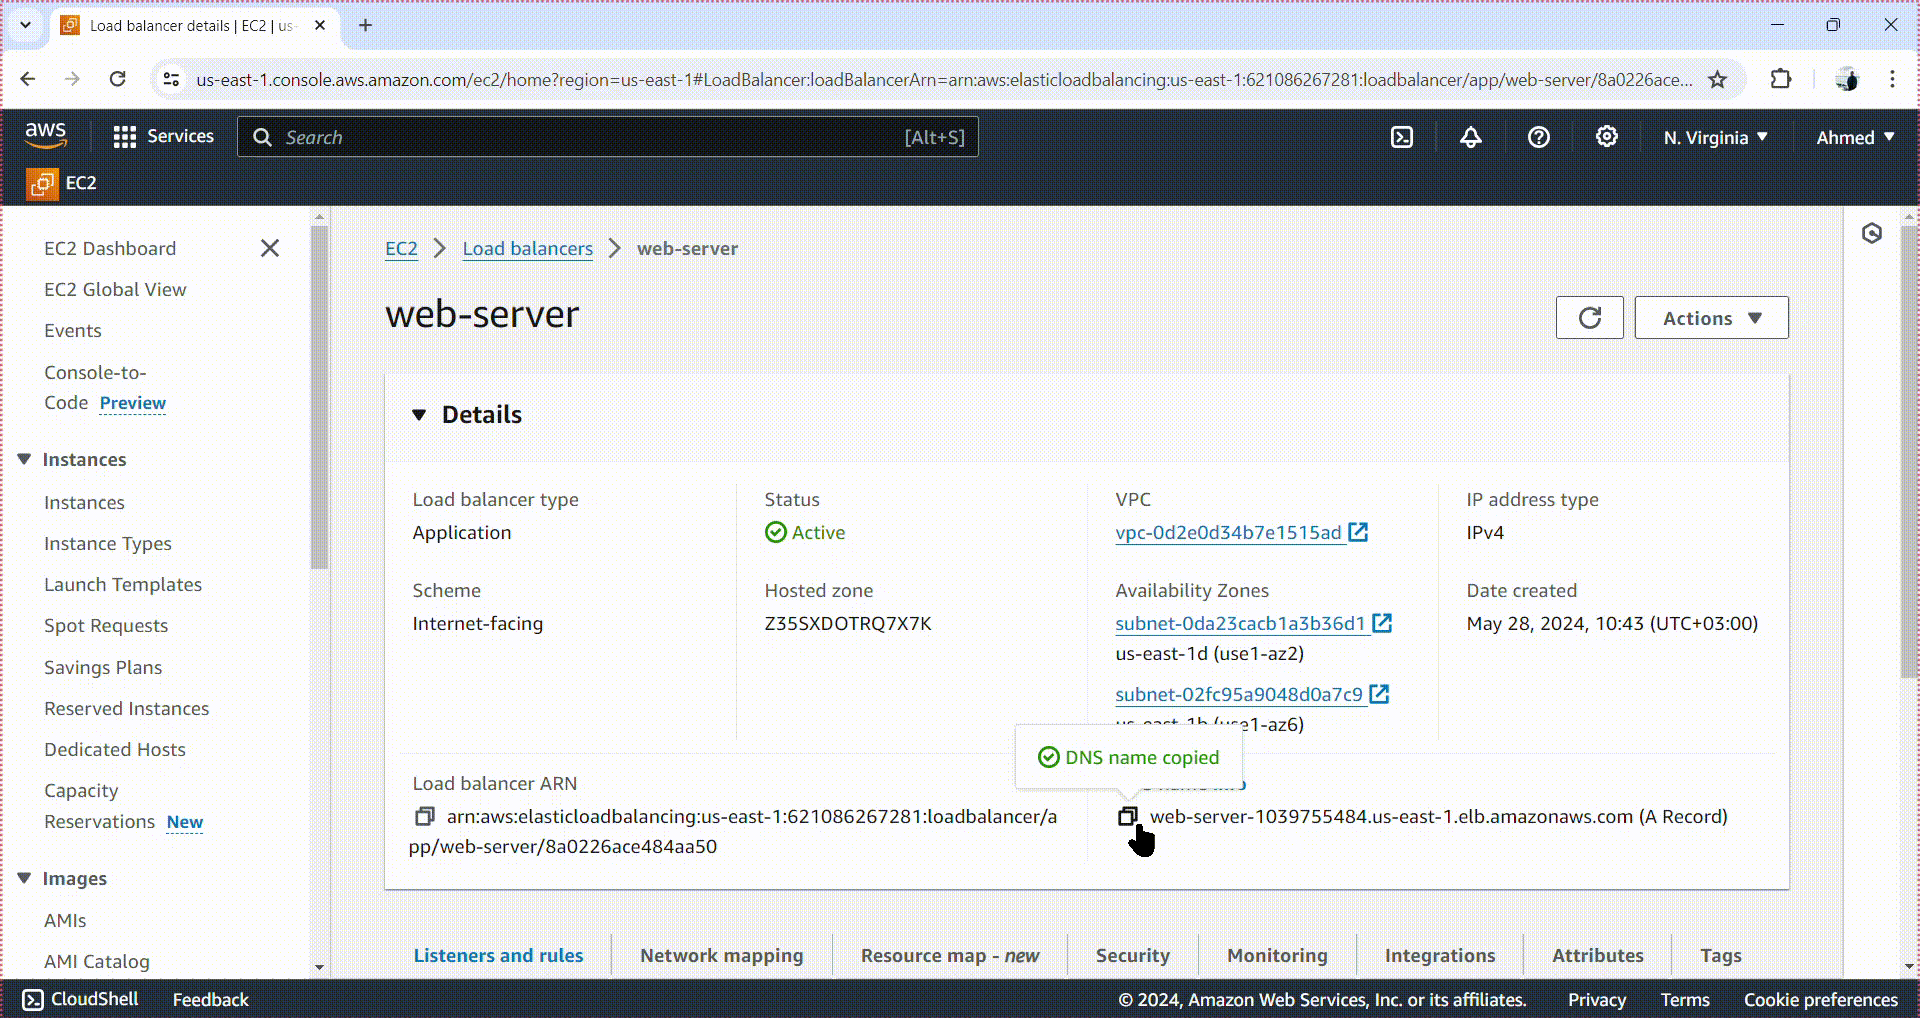 Load balancer details | EC2 | us-
us-east-1.console.aws.amazon.com/ec2/home?region=us-east-1#LoadBalancer:loadBalancerArn=arn:aws:elasticloadbalancing:us-east-1:621086267281:loadbalancer/app/web-server/8a0226ace...
aws
Services
Search
[Alt+S]
N. Virginia
Ahmed
EC2
EC2 Dashboard
EC2 Global View
Events
Console-to-
Code Preview
Instances
Instances
Instance Types
Launch Templates
Spot Requests
Savings Plans
Reserved Instances
Dedicated Hosts
Capacity
Reservations New
Images
AMIs
AMI Catalog
EC2 > Load balancers > web-server
web-server
Actions
Details
Load balancer type
Application
Status
Active
VPC
vpc-0d2e0d34b7e1515ad
IP address type
IPv4
Scheme
Internet-facing
Hosted zone
Z35SXDOTRQ7X7K
Availability Zones
subnet-0da23cacb1a3b36d1
us-east-1d (use1-az2)
subnet-02fc95a9048d0a7c9
us-east-1b (use1-az6)
Date created
May 28, 2024, 10:43 (UTC+03:00)
DNS name copied
Load balancer ARN
arn:aws:elasticloadbalancing:us-east-1:621086267281:loadbalancer/a
pp/web-server/8a0226ace484aa50
web-server-1039755484.us-east-1.elb.amazonaws.com (A Record)
Listeners and rules
Network mapping
Resource map - new
Security
Monitoring
Integrations
Attributes
Tags
CloudShell
Feedback
© 2024, Amazon Web Services, Inc. or its affiliates.
Privacy
Terms
Cookie preferences